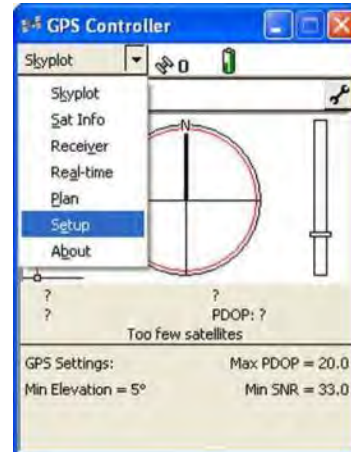 GPS Controller
Skyplot 0
Skyplot
Sat Info
Receiver
Real-time
Plan
Setup
About
N
? ?
? PDOP: ?
Too few satellites
GPS Settings: Max PDOP = 20.0
Min Elevation = 5° Min SNR = 33.0